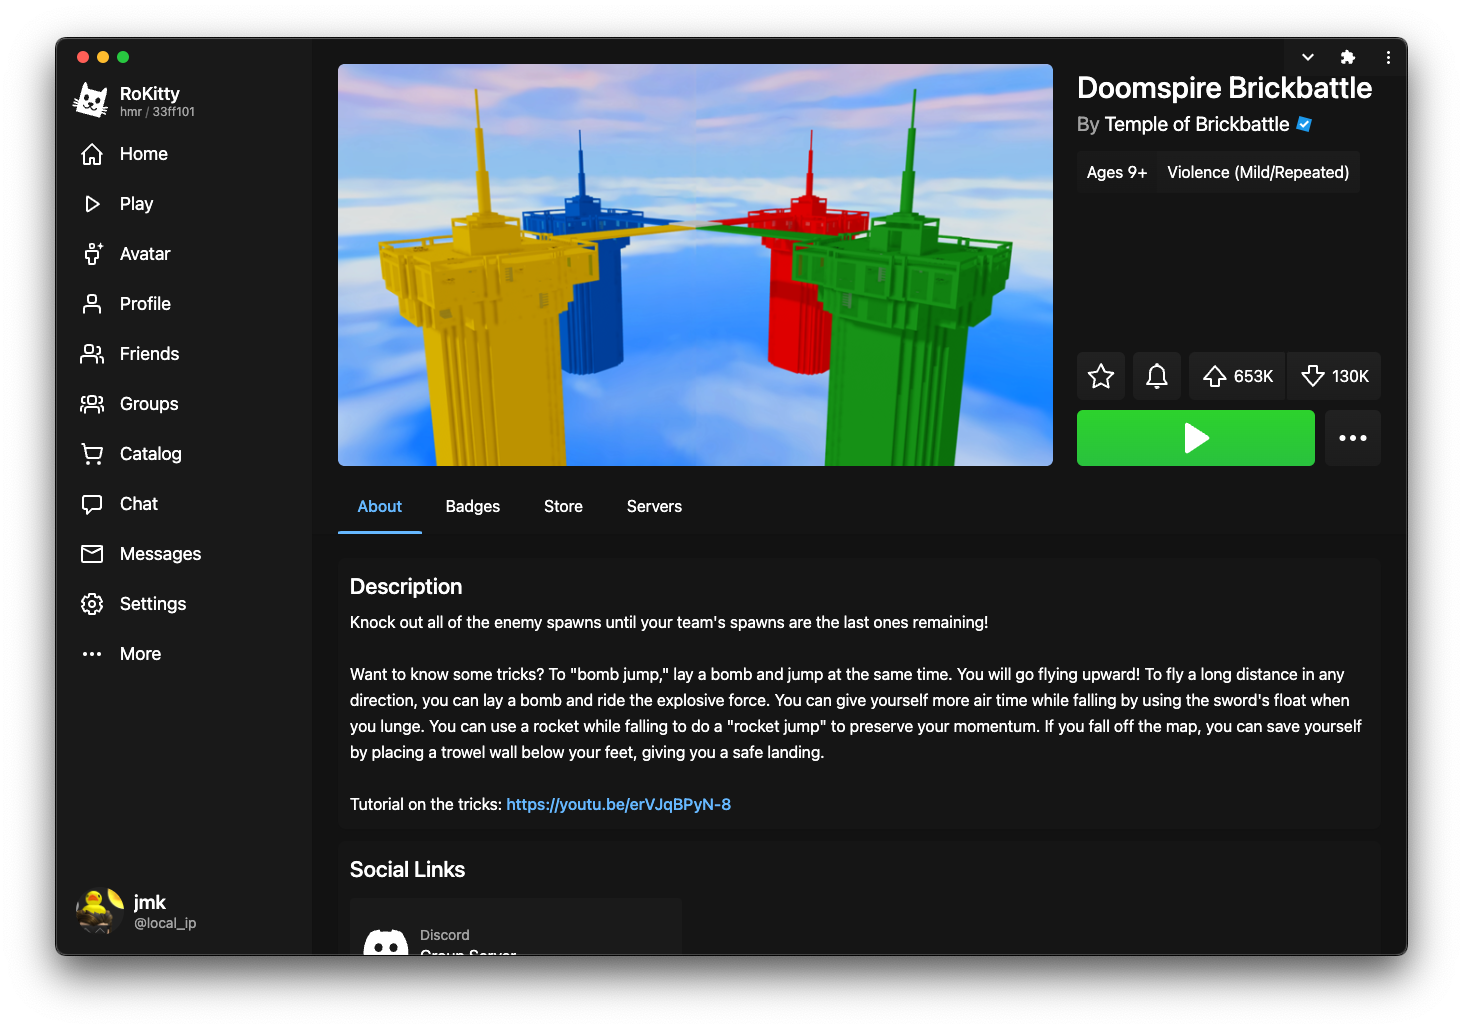 RoKitty
hmr / 33ff101
Home
Play
Avatar
Profile
Friends
Groups
Catalog
Chat
Messages
Settings
More
jmk
@local_ip
Doomspire Brickbattle
By Temple of Brickbattle
Ages 9+ Violence (Mild/Repeated)
653K 130K
About Badges Store Servers
Description
Knock out all of the enemy spawns until your team's spawns are the last ones remaining!
Want to know some tricks? To "bomb jump," lay a bomb and jump at the same time. You will go flying upward! To fly a long distance in any
direction, you can lay a bomb and ride the explosive force. You can give yourself more air time while falling by using the sword's float when
you lunge. You can use a rocket while falling to do a "rocket jump" to preserve your momentum. If you fall off the map, you can save yourself
by placing a trowel wall below your feet, giving you a safe landing.
Tutorial on the tricks: https://youtu.be/erVJqBPyN-8
Social Links
Discord
Group Server